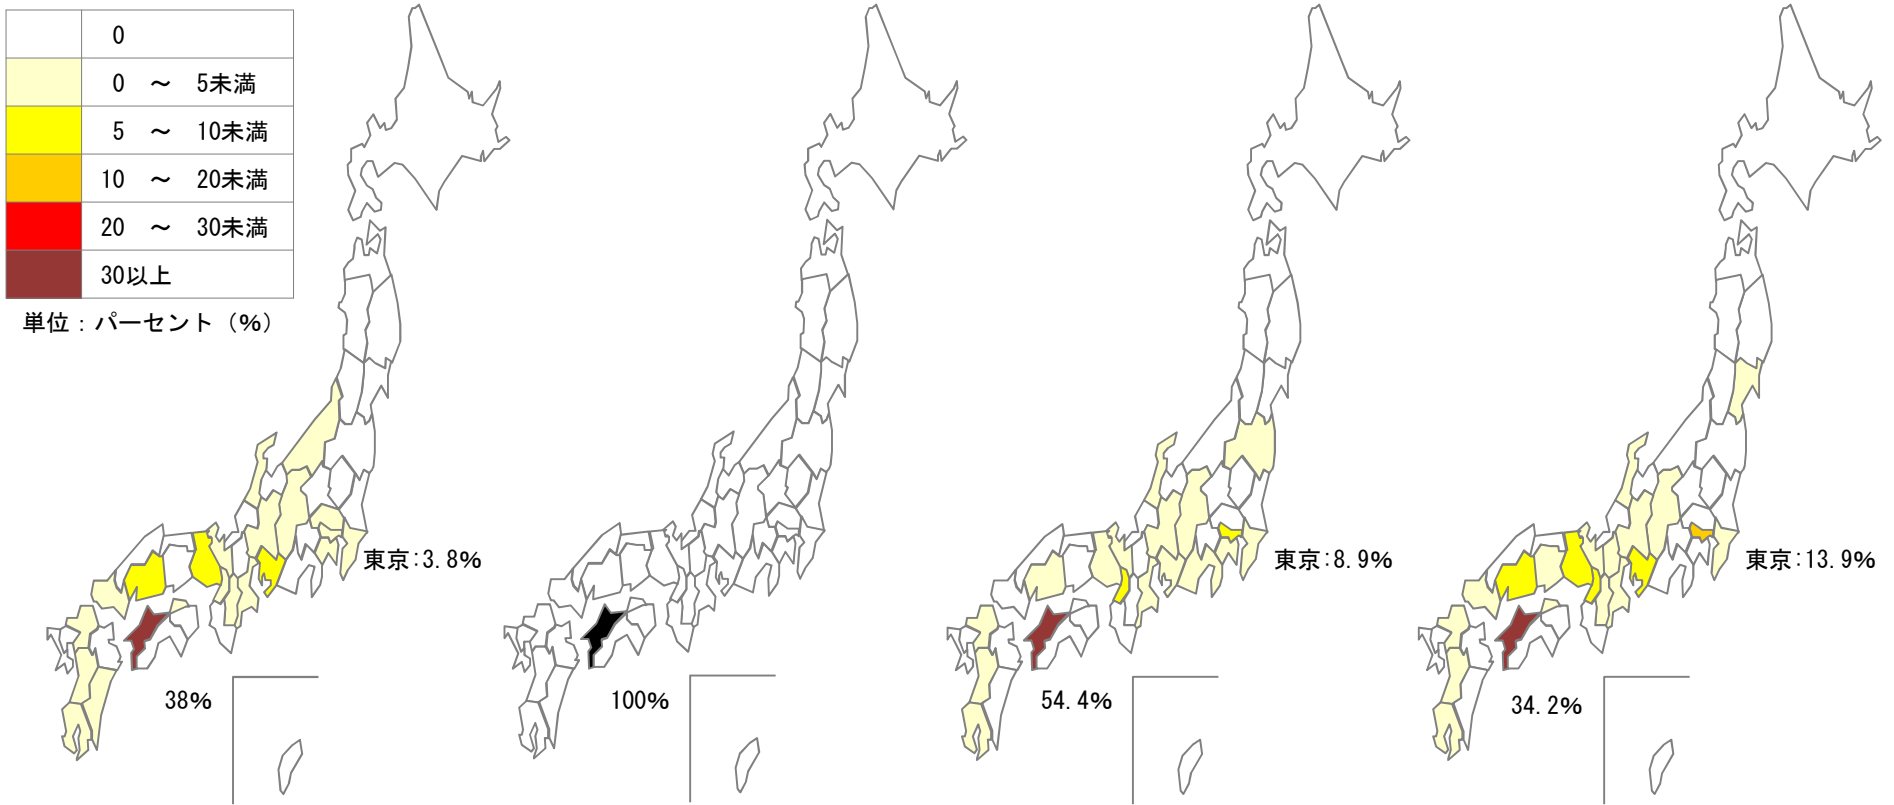 0
0 ～ 5未満
5 ～ 10未満
10 ～ 20未満
20 ～ 30未満
30以上
単位：パーセント（%）
東京:3.8%
38%
100%
東京:8.9%
54.4%
東京:13.9%
34.2%